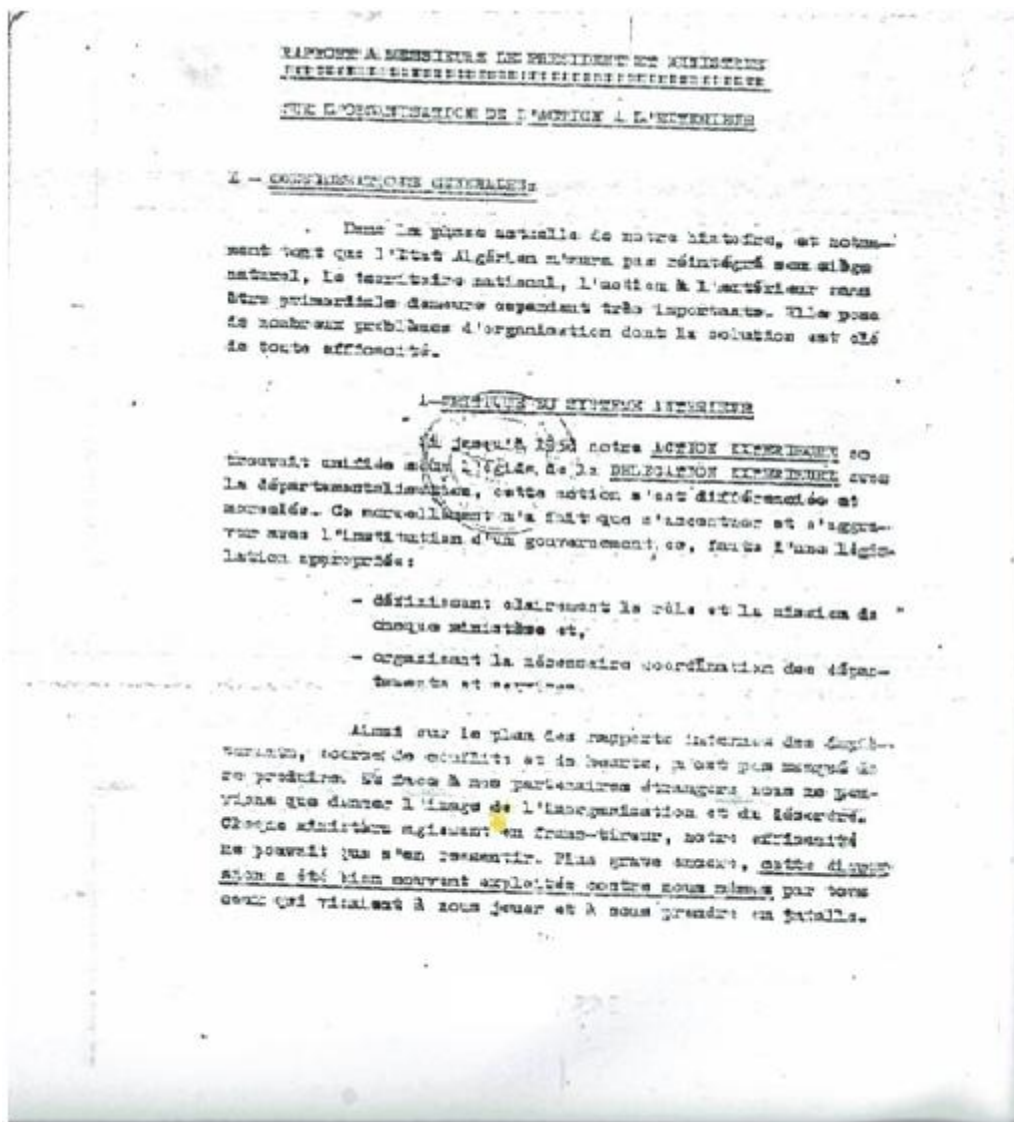 RAPPORT A MESSIEURS LE PRESIDENT ET MINISTRES
SUR L'ORGANISATION DE L'ACTION A L'EXTERIEUR
I - CONSIDERATIONS GENERALES:
Dans la phase actuelle de notre histoire, et notam-
ment tant que l'Etat Algérien n'aura pas réintégré son siège
naturel, le territoire national, l'action à l'extérieur sans
être primordiale demeure cependant très importante. Elle pose
de nombreux problèmes d'organisation dont la solution est clé
de toute efficacité.
CRITIQUE DU SYSTEME ANTERIEUR
Si jusqu'à notre ACTION EXTERIEURE se
trouvait unifiée sous l'égide de la DELEGATION EXTERIEURE avec
la départementalisation, cette action s'est différenciée et
morcelée. Ce morcellement n'a fait que s'accentuer et s'aggra-
ver avec l'institution d'un gouvernement, ce, faute d'une légis-
lation appropriée:
- définissant clairement le rôle et la mission de
chaque ministère et,
- organisant la nécessaire coordination des dépar-
tements et services.
Ainsi sur le plan des rapports internes des
source de conflits et de heurts, n'ont pas manqué de
se produire. Et face à nos partenaires étrangers nous ne pou-
vions que donner l'image de l'inorganisation et du désordre.
Chaque ministère agissant en franc-tireur, notre efficacité
ne pouvait que s'en ressentir. Plus grave encore, cette disper-
sion a été bien souvent exploitée contre nous mêmes par tous
ceux qui visaient à nous jouer et à nous prendre en